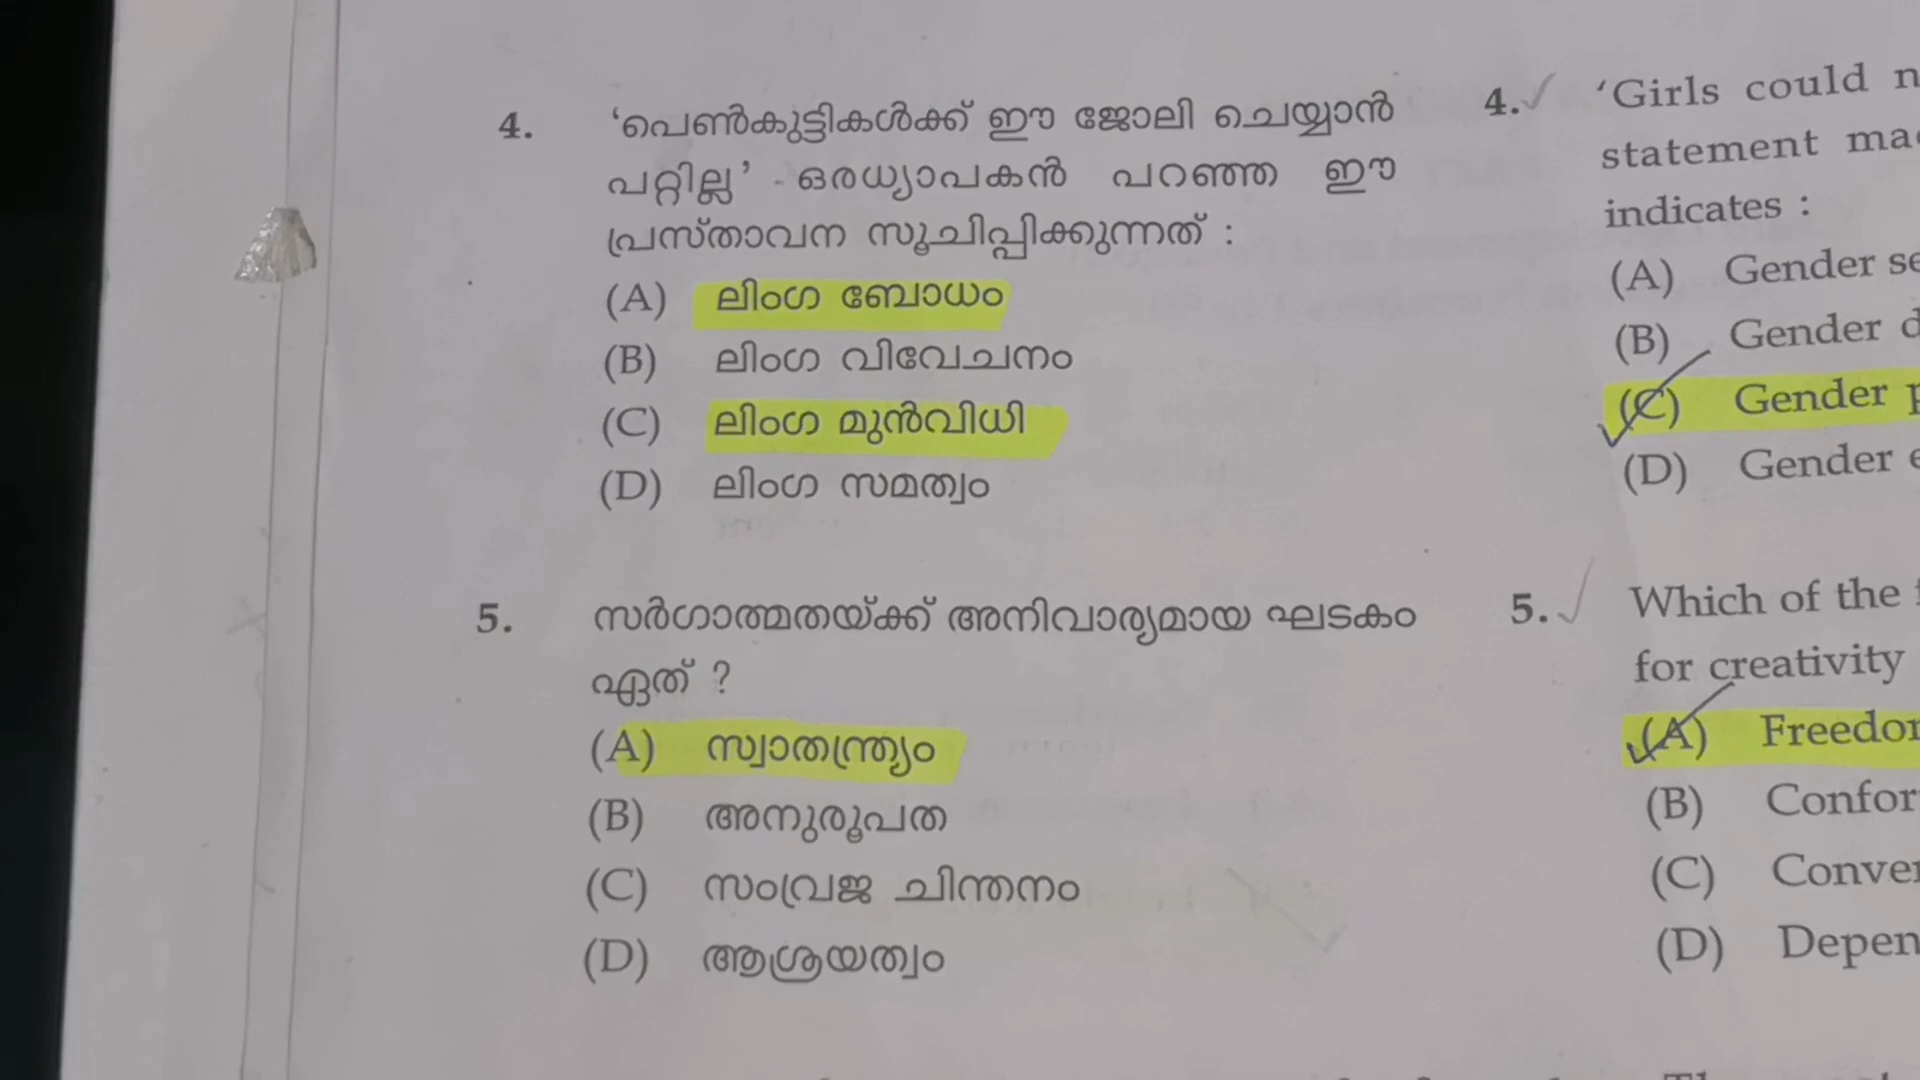 4. ‘പെൺകുട്ടികൾക്ക് ഈ ജോലി ചെയ്യാൻ
പറ്റില്ല’ - ഒരധ്യാപകൻ പറഞ്ഞ ഈ
പ്രസ്താവന സൂചിപ്പിക്കുന്നത് :
(A) ലിംഗ ബോധം
(B) ലിംഗ വിവേചനം
(C) ലിംഗ മുൻവിധി
(D) ലിംഗ സമത്വം
5. സർഗാത്മതയ്ക്ക് അനിവാര്യമായ ഘടകം
ഏത് ?
(A) സ്വാതന്ത്ര്യം
(B) അനുരൂപത
(C) സംവ്രജ ചിന്തനം
(D) ആശ്രയത്വം
4. ‘Girls could
statement
indicates :
(A) Gender
(B) Gender
(C) Gender
(D) Gender
5. Which of the
for creativity
(A)
(B)
(C)
(D)